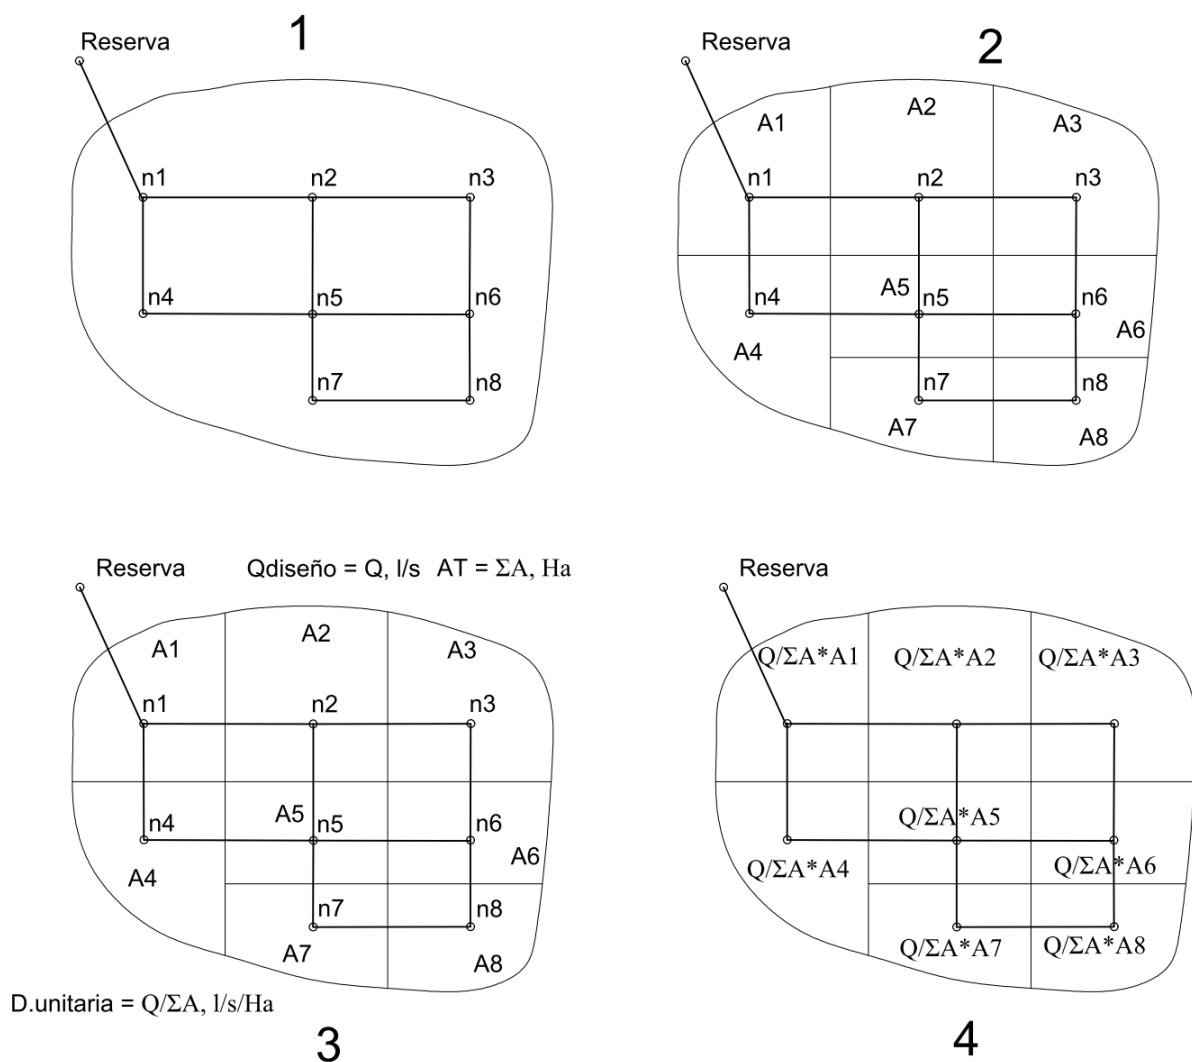 1
Reserva
n1 n2 n3
n4 n5 n6
n7 n8
2
Reserva
A1 A2 A3
n1 n2 n3
A5
n4 n5 n6
A4 A6
n7 n8
A7 A8
Reserva Qdiseño = Q, l/s AT = ΣA, Ha
A1 A2 A3
n1 n2 n3
A5
n4 n5 n6
A4 A6
n7 n8
A7 A8
D.unitaria = Q/ΣA, l/s/Ha
3
Reserva
Q/ΣA*A1 Q/ΣA*A2 Q/ΣA*A3
Q/ΣA*A5
Q/ΣA*A4 Q/ΣA*A6
Q/ΣA*A7 Q/ΣA*A8
4